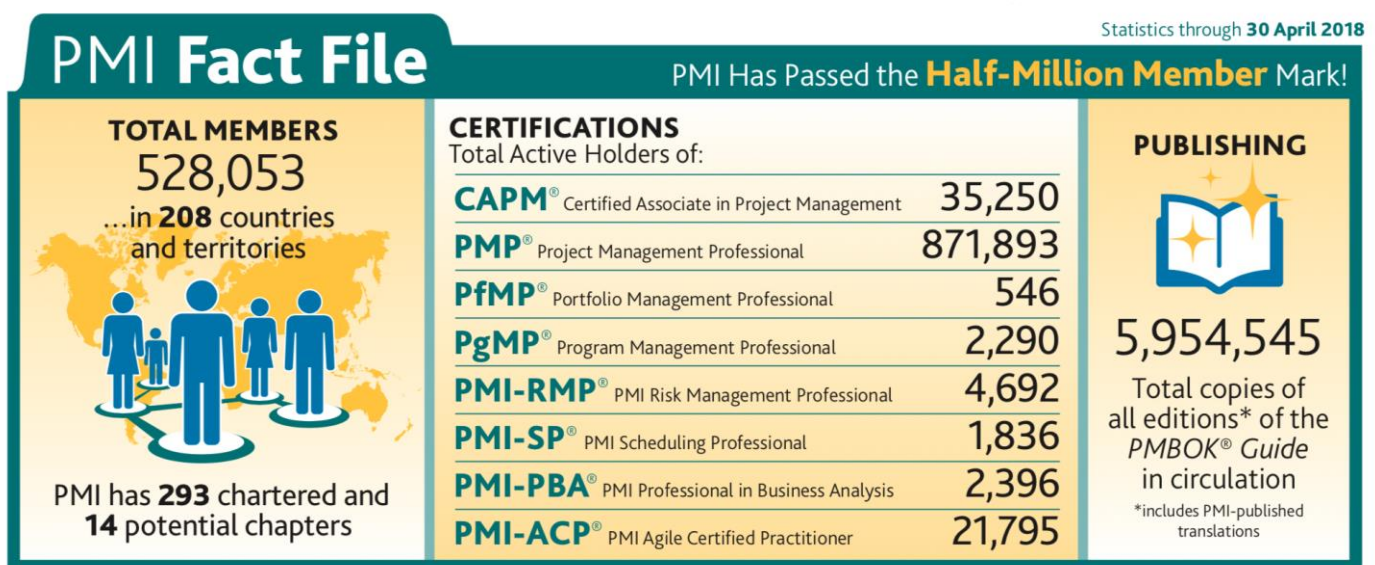 Statistics through 30 April 2018
PMI Fact File
PMI Has Passed the Half-Million Member Mark!
TOTAL MEMBERS
528,053
...in 208 countries
and territories
PMI has 293 chartered and
14 potential chapters
CERTIFICATIONS
Total Active Holders of:
CAPM® Certified Associate in Project Management 35,250
PMP® Project Management Professional 871,893
PfMP® Portfolio Management Professional 546
PgMP® Program Management Professional 2,290
PMI-RMP® PMI Risk Management Professional 4,692
PMI-SP® PMI Scheduling Professional 1,836
PMI-PBA® PMI Professional in Business Analysis 2,396
PMI-ACP® PMI Agile Certified Practitioner 21,795
PUBLISHING
5,954,545
Total copies of
all editions* of the
PMBOK® Guide
in circulation
*includes PMI-published
translations